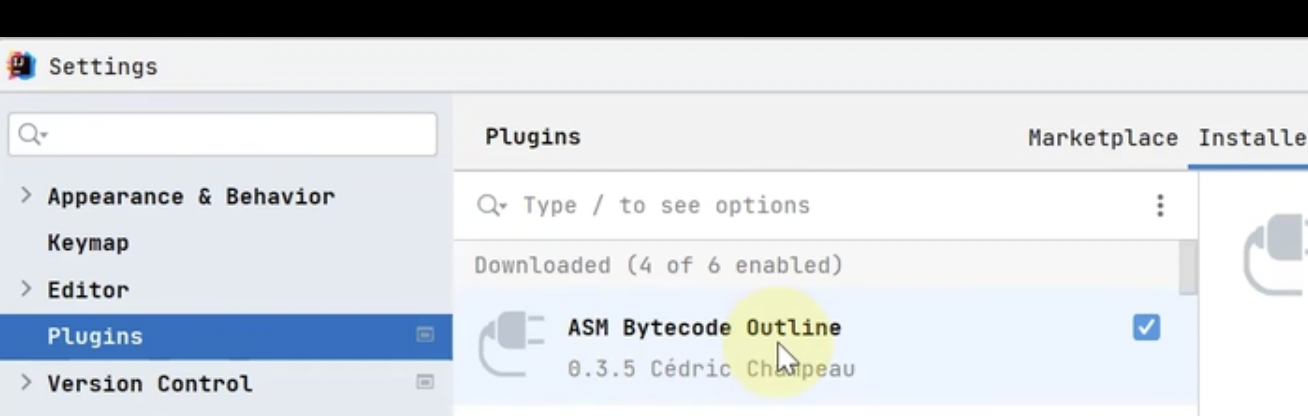 Settings
Plugins
Marketplace
Type / to see options
Appearance & Behavior
Keymap
Downloaded (4 of 6 enabled)
Editor
ASM Bytecode Outline
Plugins
0.3.5 Cédric Champeau
Version Control